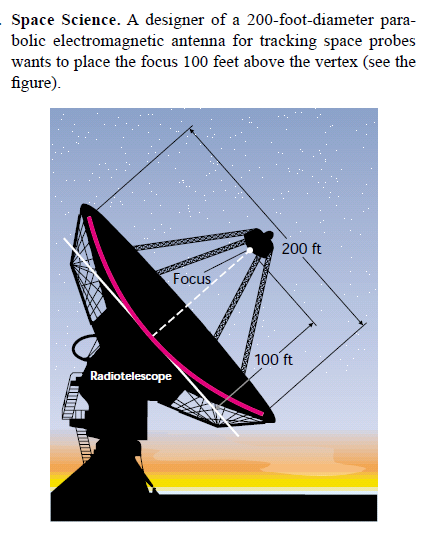 Space Science. A designer of a 200-foot-diameter para-
bolic electromagnetic antenna for tracking space probes
wants to place the focus 100 feet above the vertex (see the
figure).
200 ft
Focus
100 ft
Radiotelescope